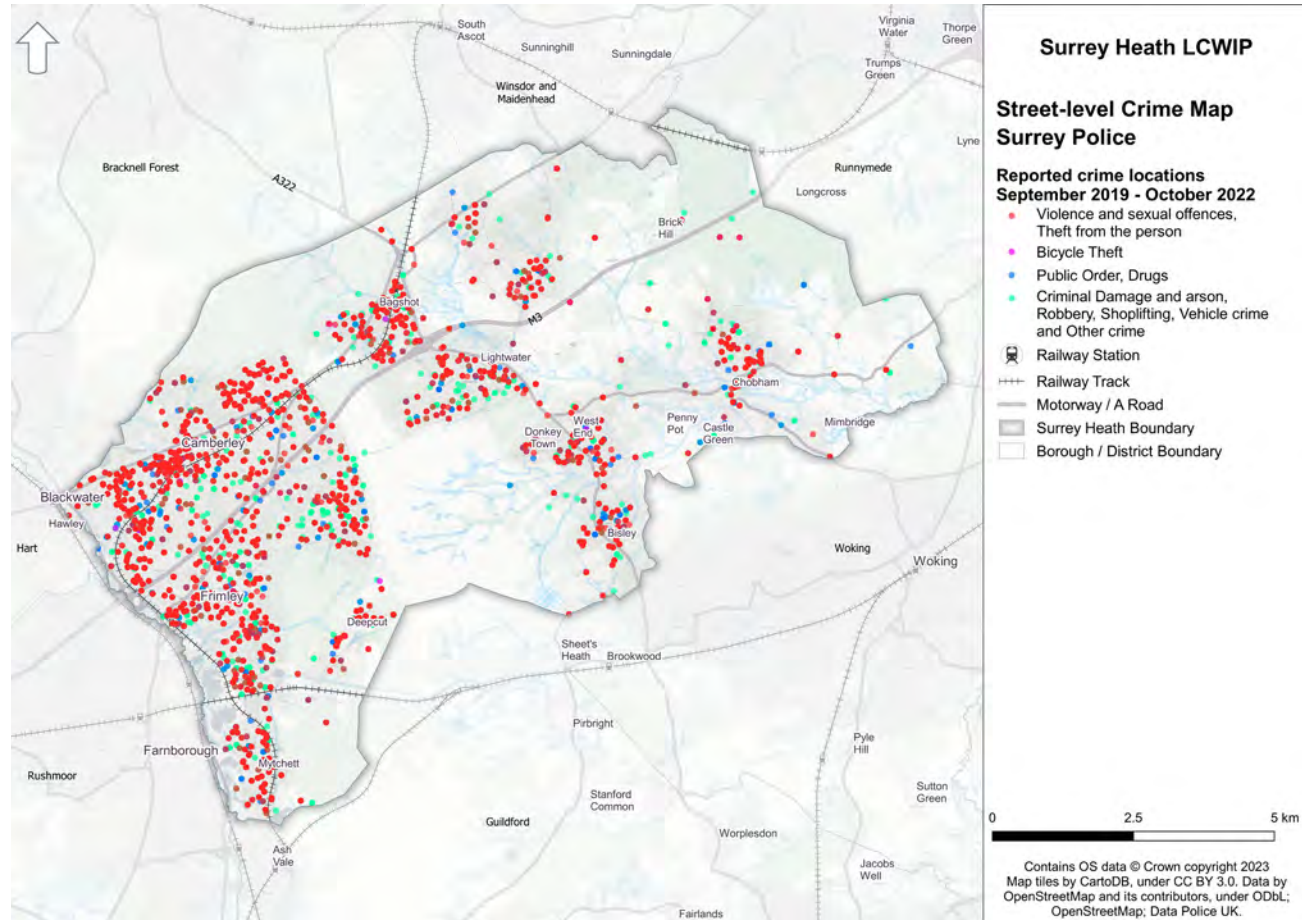 South
Ascot
Sunninghill
Sunningdale
Virginia
Water
Thorpe
Green
Trumps
Green
Winsdor and
Maidenhead
Lyne
Bracknell Forest
Runnymede
A322
Longcross
Brick
Hill
Bagshot
M3
Lightwater
Chobham
Penny
Pot
Castle
Green
Mimbridge
West
End
Donkey
Town
Camberley
Blackwater
Hawley
Hart
Bisley
Woking
Woking
Frimley
Deepcut
Sheet's
Heath
Brookwood
Pirbright
Farnborough
Mytchett
Rushmoor
Pyle
Hill
Sutton
Green
Stanford
Common
Guildford
Worplesdon
Ash
Vale
Jacobs
Well
Fairlands
Surrey Heath LCWIP
Street-level Crime Map
Surrey Police
Reported crime locations
September 2019 - October 2022
Violence and sexual offences,
Theft from the person
Bicycle Theft
Public Order, Drugs
Criminal Damage and arson,
Robbery, Shoplifting, Vehicle crime
and Other crime
Railway Station
Railway Track
Motorway / A Road
Surrey Heath Boundary
Borough / District Boundary
0 2.5 5 km
Contains OS data © Crown copyright 2023
Map tiles by CartoDB, under CC BY 3.0. Data by
OpenStreetMap and its contributors, under ODbL;
OpenStreetMap; Data Police UK.